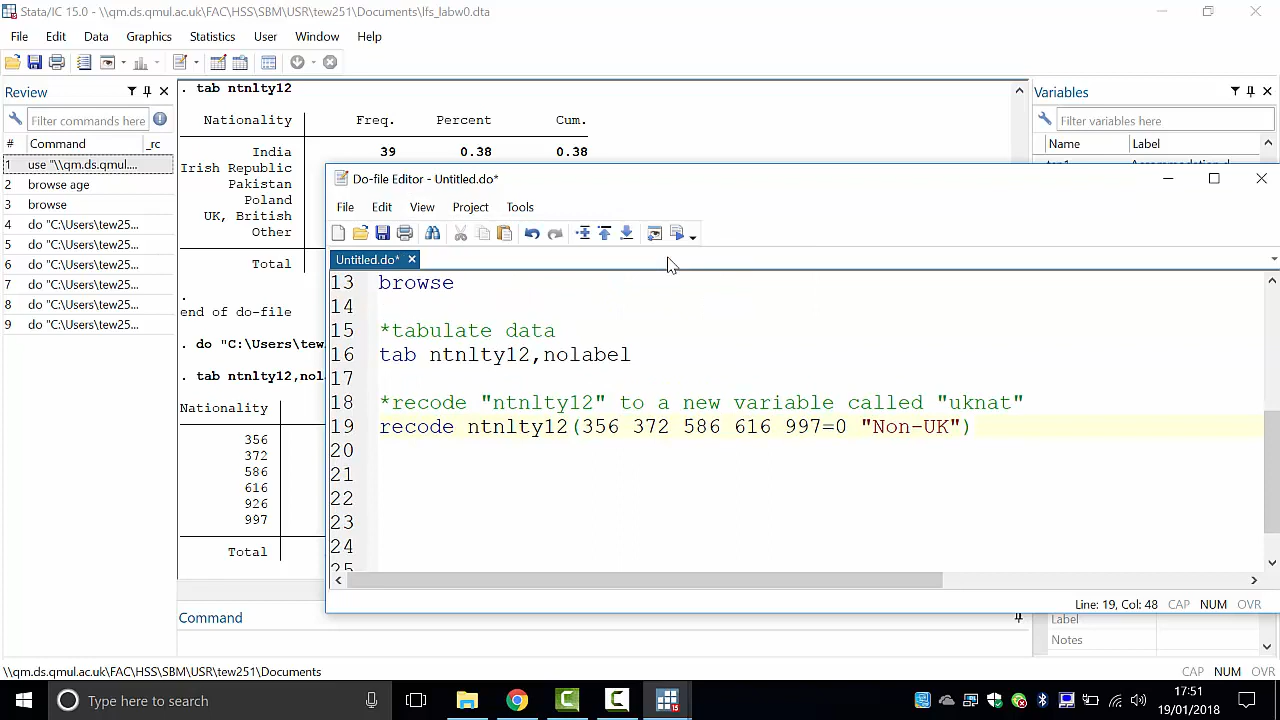 Stata/IC 15.0 - \\qm.ds.qmul.ac.uk\FAC\HSS\SBM\USR\tew251\Documents\lfs_labw0.dta
File Edit Data Graphics Statistics User Window Help
Review
Filter commands here
# Command _rc
1 use "\\qm.ds.qmul....
2 browse age
3 browse
4 do "C:\Users\tew25...
5 do "C:\Users\tew25...
6 do "C:\Users\tew25...
7 do "C:\Users\tew25...
8 do "C:\Users\tew25...
9 do "C:\Users\tew25...
. tab ntnlty12
Nationality Freq. Percent Cum.
India 39 0.38 0.38
Irish Republic
Pakistan
Poland
UK, British
Other
Total
.
end of do-file
. do "C:\Users\tew
. tab ntnlty12,nol
Nationality
356
372
586
616
926
997
Total
Command
Variables
Filter variables here
Name Label
Label
Notes
Do-file Editor - Untitled.do*
File Edit View Project Tools
Untitled.do*
13 browse
14
15 *tabulate data
16 tab ntnlty12,nolabel
17
18 *recode "ntnlty12" to a new variable called "uknat"
19 recode ntnlty12(356 372 586 616 997=0 "Non-UK")
20
21
22
23
24
25
Line: 19, Col: 48 CAP NUM OVR
\\qm.ds.qmul.ac.uk\FAC\HSS\SBM\USR\tew251\Documents
CAP NUM OVR
Type here to search
17:51
19/01/2018